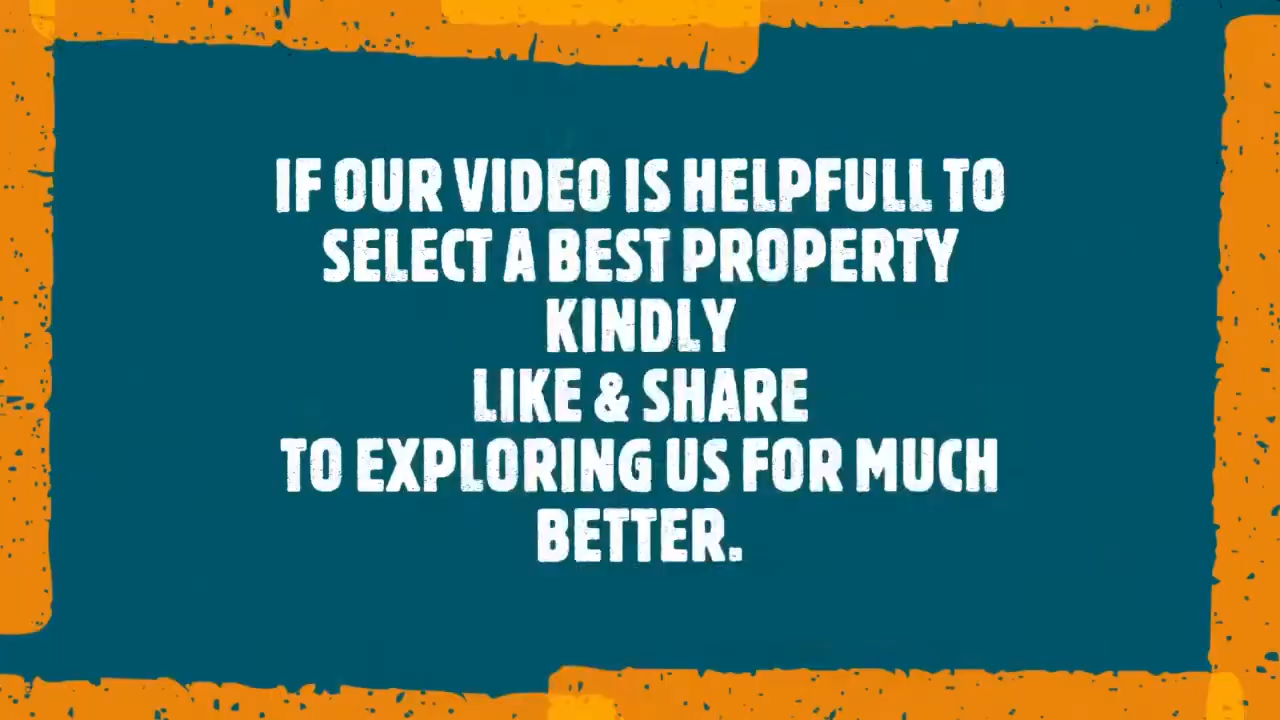 IF OUR VIDEO IS HELPFULL TO
SELECT A BEST PROPERTY
KINDLY
LIKE & SHARE
TO EXPLORING US FOR MUCH
BETTER.